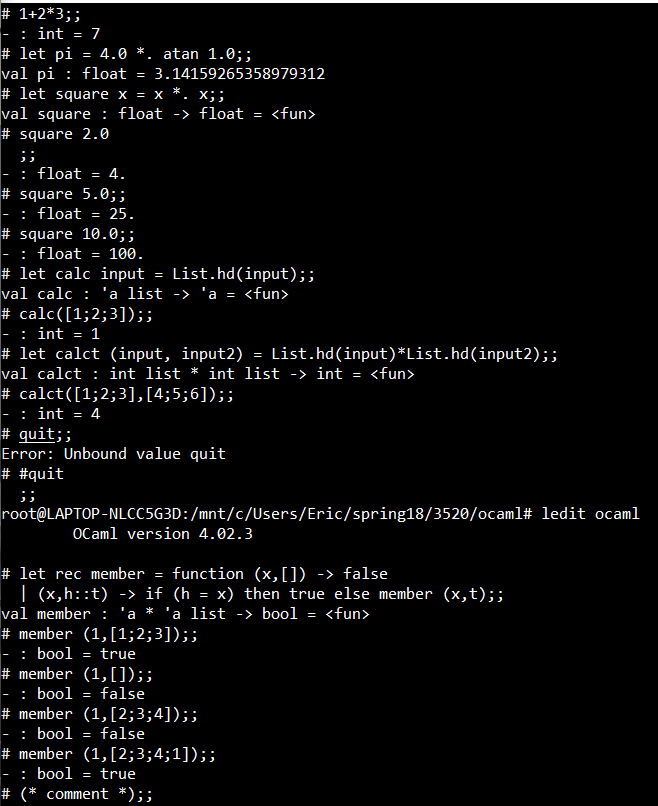 # 1+2*3;;
- : int = 7
# let pi = 4.0 *. atan 1.0;;
val pi : float = 3.14159265358979312
# let square x = x *. x;;
val square : float -> float = <fun>
# square 2.0
  ;;
- : float = 4.
# square 5.0;;
- : float = 25.
# square 10.0;;
- : float = 100.
# let calc input = List.hd(input);;
val calc : 'a list -> 'a = <fun>
# calc([1;2;3]);;
- : int = 1
# let calct (input, input2) = List.hd(input)*List.hd(input2);;
val calct : int list * int list -> int = <fun>
# calct([1;2;3],[4;5;6]);;
- : int = 4
# quit;;
Error: Unbound value quit
# #quit
  ;;
root@LAPTOP-NLCC5G3D:/mnt/c/Users/Eric/spring18/3520/ocaml# ledit ocaml
        OCaml version 4.02.3

# let rec member = function (x,[]) -> false
  | (x,h::t) -> if (h = x) then true else member (x,t);;
val member : 'a * 'a list -> bool = <fun>
# member (1,[1;2;3]);;
- : bool = true
# member (1,[]);;
- : bool = false
# member (1,[2;3;4]);;
- : bool = false
# member (1,[2;3;4;1]);;
- : bool = true
# (* comment *);;